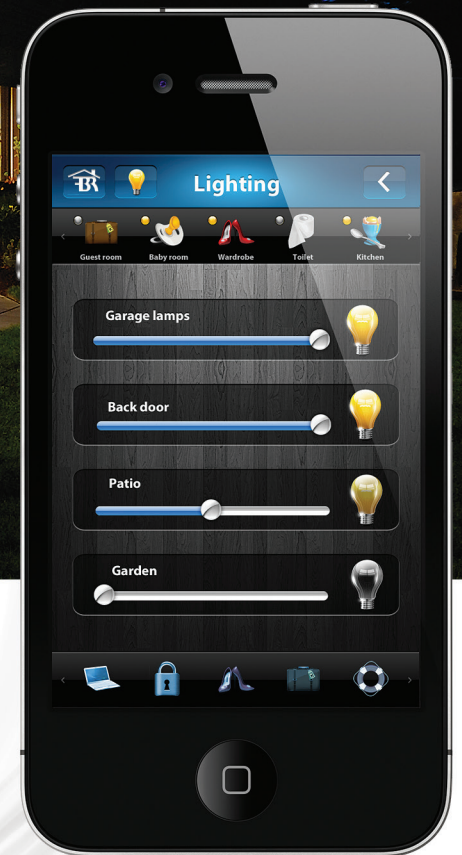 Lighting
Guest room
Baby room
Wardrobe
Toilet
Kitchen
Garage lamps
Back door
Patio
Garden